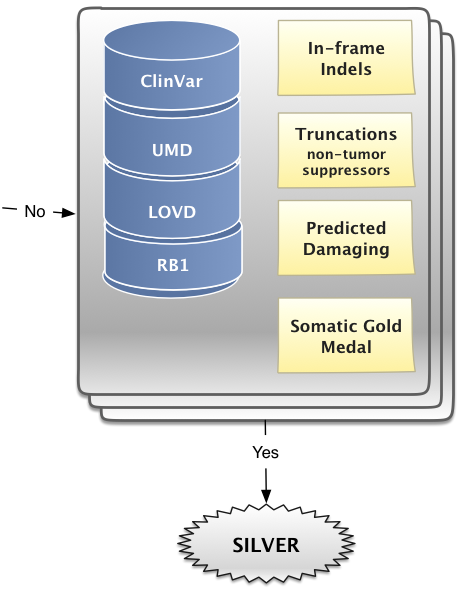 ClinVar
UMD
LOVD
RB1
In-frame
Indels
Truncations
non-tumor
suppressors
Predicted
Damaging
Somatic Gold
Medal
No
Yes
SILVER